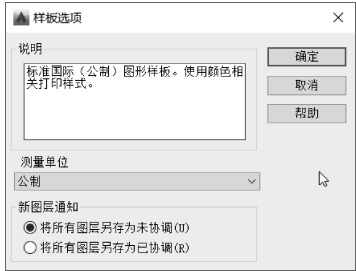 样板选项
说明
标准国际（公制）图形样板。使用颜色相
关打印样式。
确定
取消
帮助
测量单位
公制
新图层通知
将所有图层另存为未协调(U)
将所有图层另存为已协调(R)